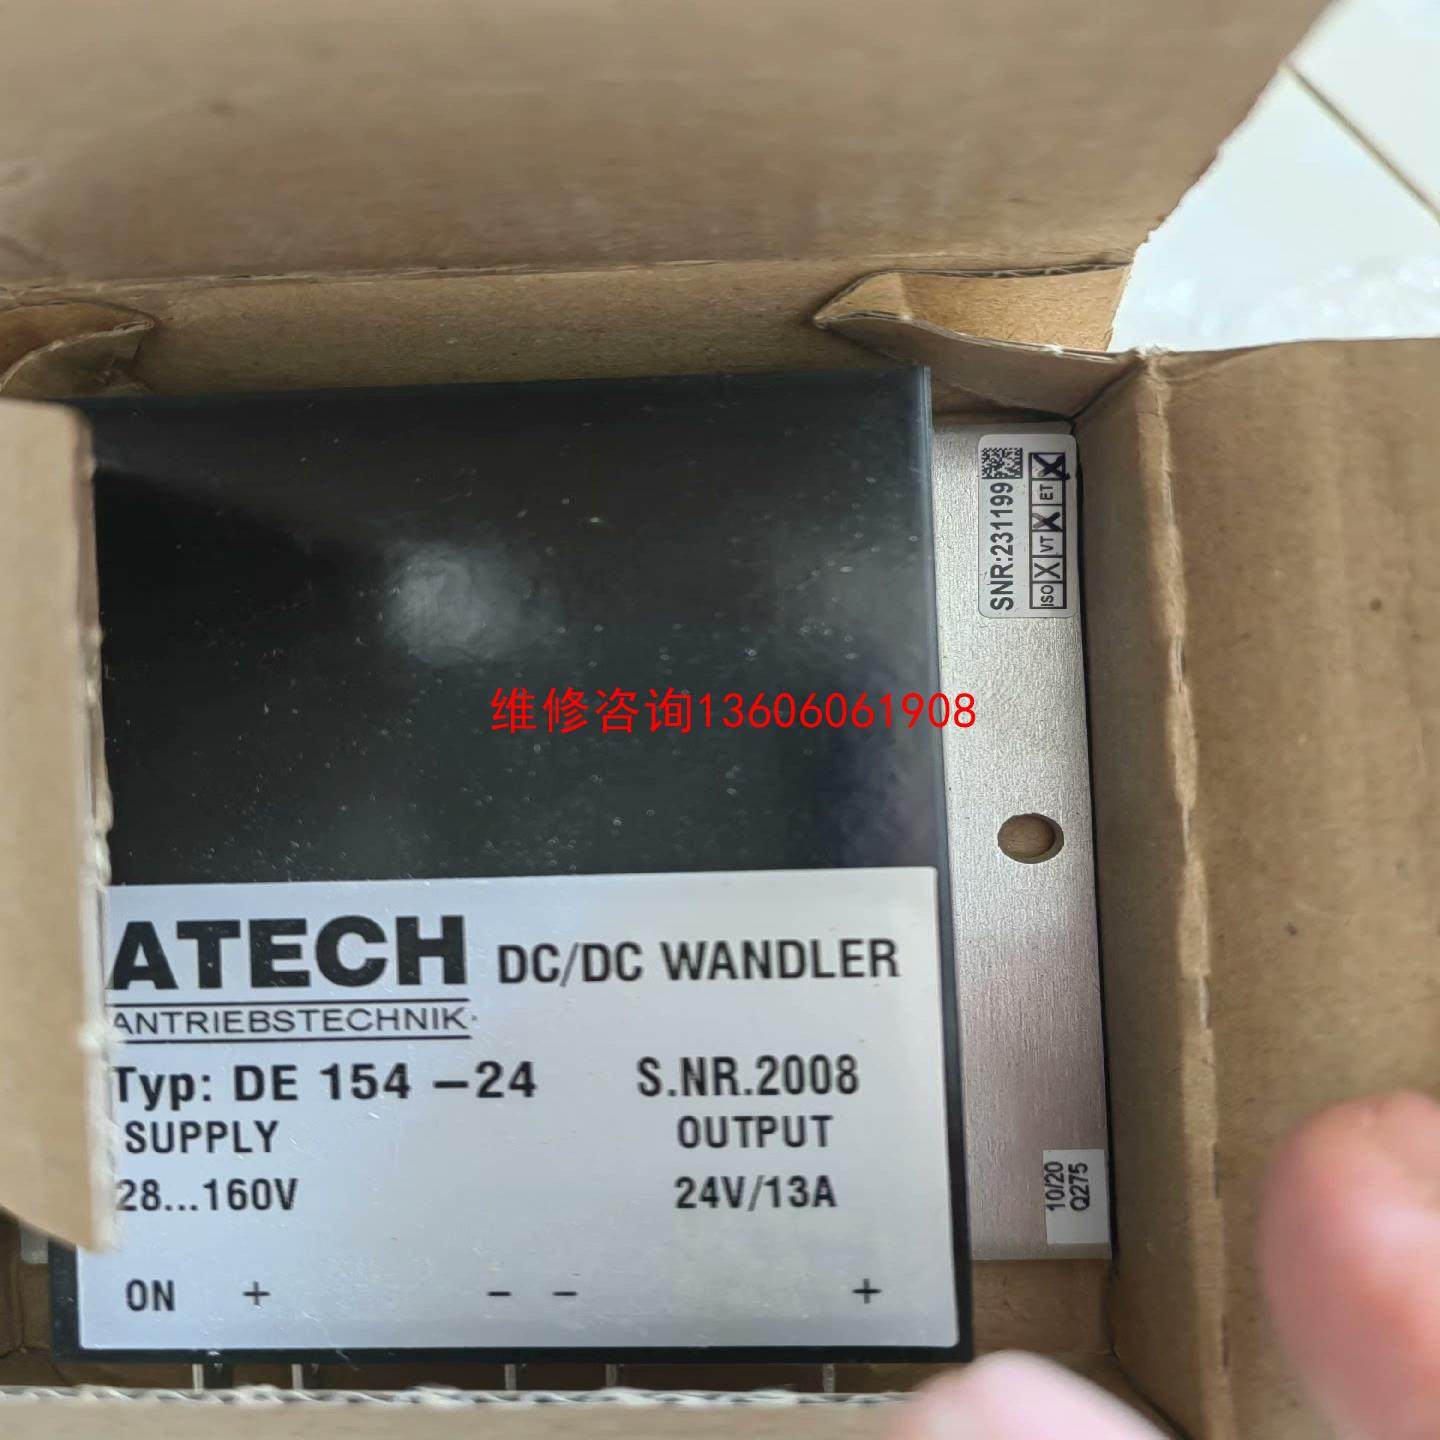 SNR:231199
ISO X VT X ET X
维修咨询13606061908
ATECH DC/DC WANDLER
ANTRIEBSTECHNIK
Typ: DE 154 -24 S.NR.2008
SUPPLY OUTPUT
28...160V 24V/13A
ON + - - +
10/20
Q275